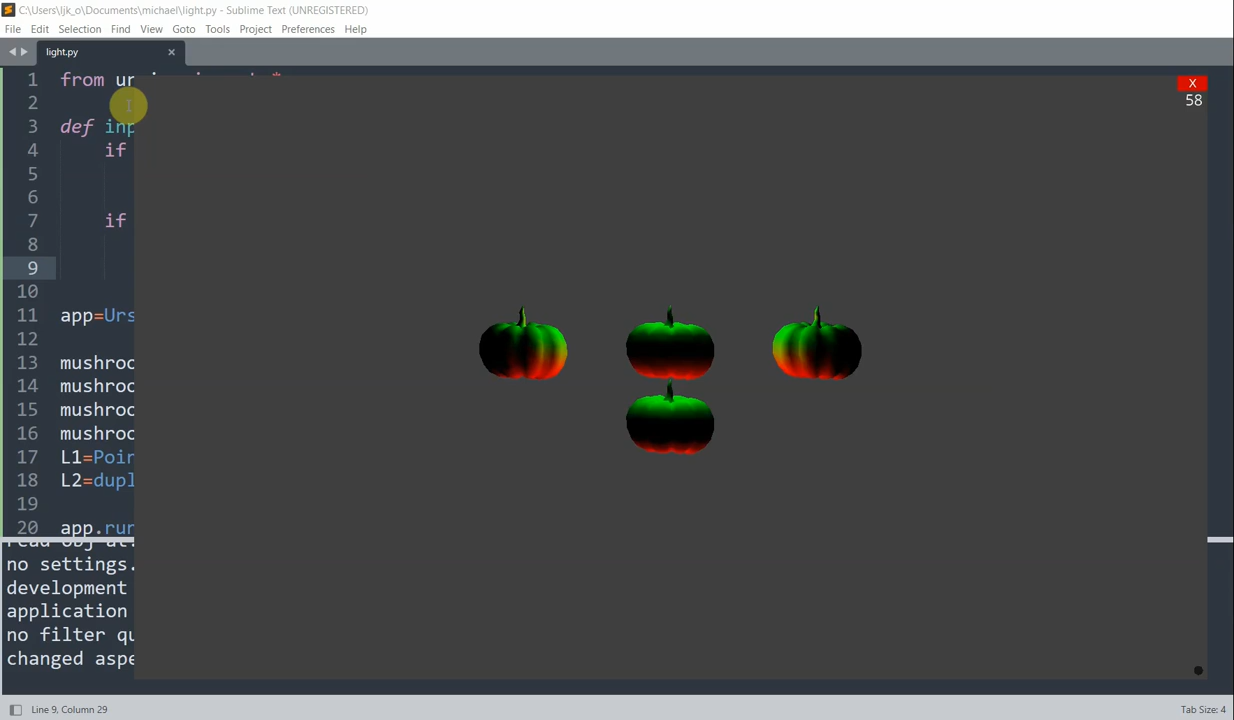 C:\Users\ljk_o\Documents\michael\light.py - Sublime Text (UNREGISTERED)
File Edit Selection Find View Goto Tools Project Preferences Help
light.py ×
1 from
X
58
2
3 def inp
4 if
5
6
7 if
8
9
10
11 app=Urs
12
13 mushroo
14 mushroo
15 mushroo
16 mushroo
17 L1=Poin
18 L2=dupl
19
20 app.run
no settings.
development
application
no filter qu
changed aspe
Line 9, Column 29
Tab Size: 4